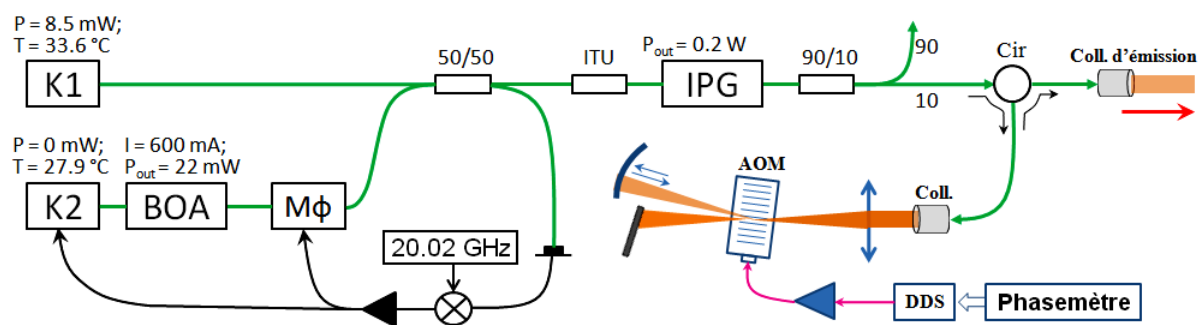 P = 8.5 mW;
T = 33.6 °C
K1
50/50
ITU
P_out = 0.2 W
IPG
90/10
90
10
Cir
Coll. d'émission
P = 0 mW;
T = 27.9 °C
I = 600 mA;
P_out = 22 mW
K2
BOA
Mϕ
20.02 GHz
AOM
Coll.
DDS
Phasemètre